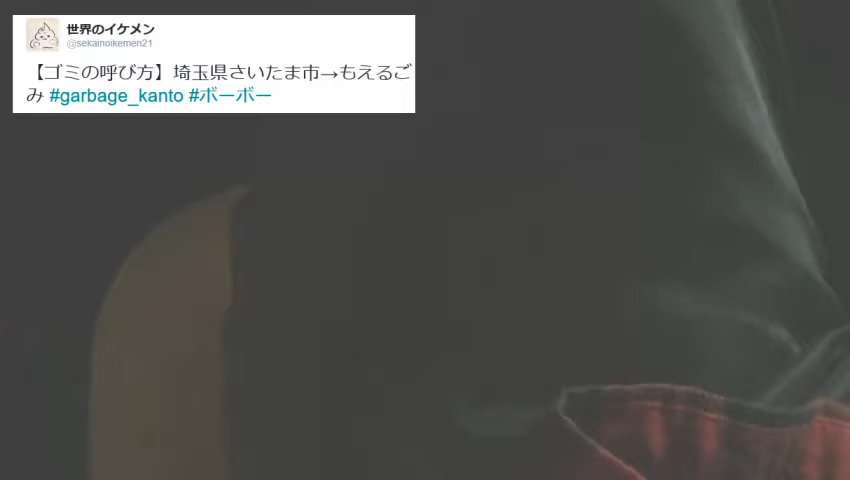 世界のイケメン
@sekainoikemen21
【ゴミの呼び方】埼玉県さいたま市→もえるご
み #garbage_kanto #ボーボー